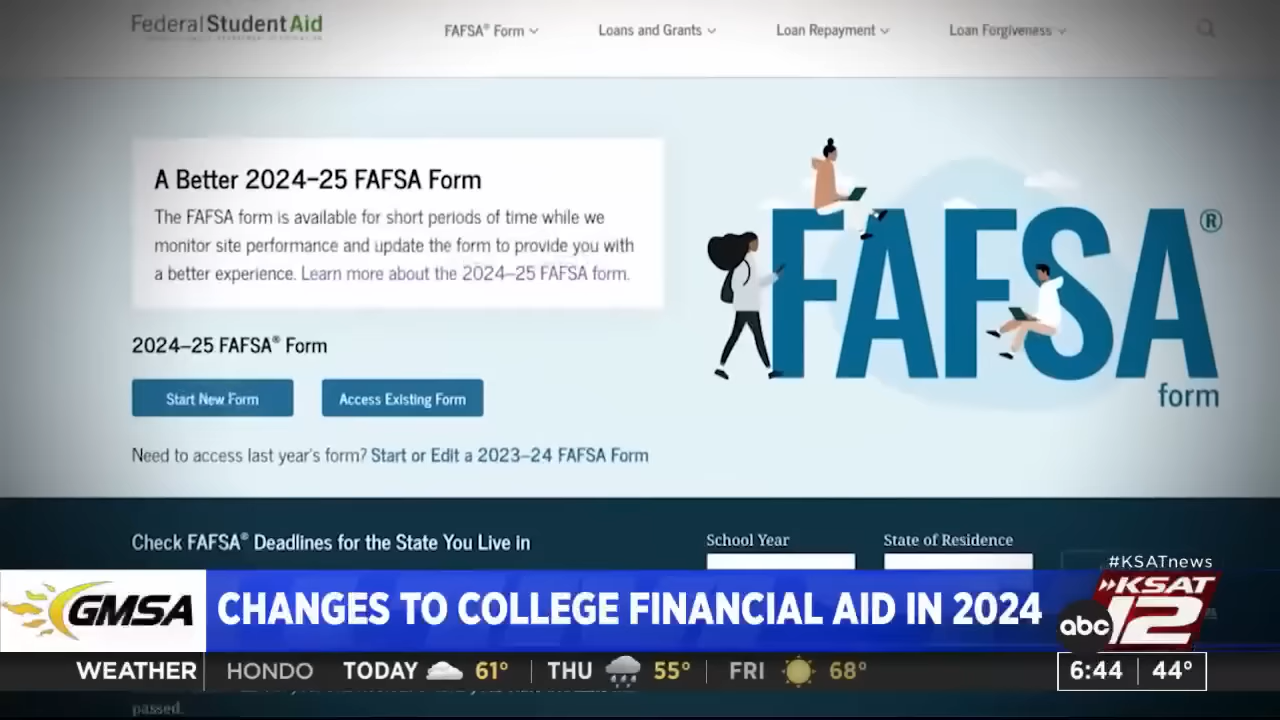 Federal Student Aid
FAFSA® Form
Loans and Grants
Loan Repayment
Loan Forgiveness
A Better 2024–25 FAFSA Form
The FAFSA form is available for short periods of time while we
monitor site performance and update the form to provide you with
a better experience. Learn more about the 2024–25 FAFSA form.
FAFSA®
form
2024–25 FAFSA® Form
Start New Form
Access Existing Form
Need to access last year's form? Start or Edit a 2023–24 FAFSA Form
Check FAFSA® Deadlines for the State You Live in
School Year
State of Residence
#KSATnews
GMSA
CHANGES TO COLLEGE FINANCIAL AID IN 2024
abc
KSAT
12
WEATHER
HONDO
TODAY 61°
THU 55°
FRI 68°
6:44
44°
passed.